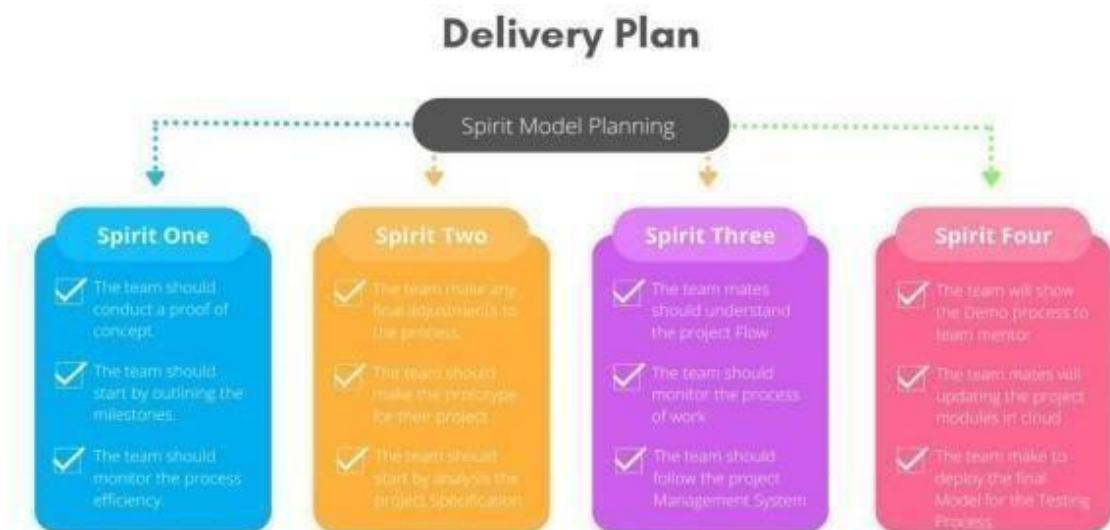 Delivery Plan
Spirit Model Planning
Spirit One
The team should
conduct a proof of
concept.
The team should
start by outlining the
milestones.
The team should
monitor the process
efficiency.
Spirit Two
The team make any
final adjustments to
the process.
The team should
make the prototype
for their project
The team should
start by analysis the
project Specification
Spirit Three
The team mates
should understand
the project Flow
The team should
monitor the process
of work
The team should
follow the project
Management System
Spirit Four
The team will show
the Demo process to
team mentor
The team mates will
updating the project
modules in cloud
The team make to
deploy the final
Model for the Testing
Process